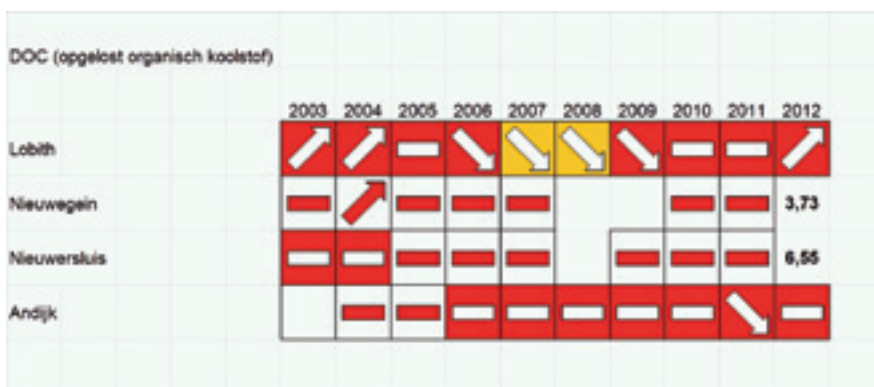 DOC (opgelost organisch koolstof)
2003 2004 2005 2006 2007 2008 2009 2010 2011 2012
Lobith
Nieuwegein 3,73
Nieuwersluis 6,55
Andijk